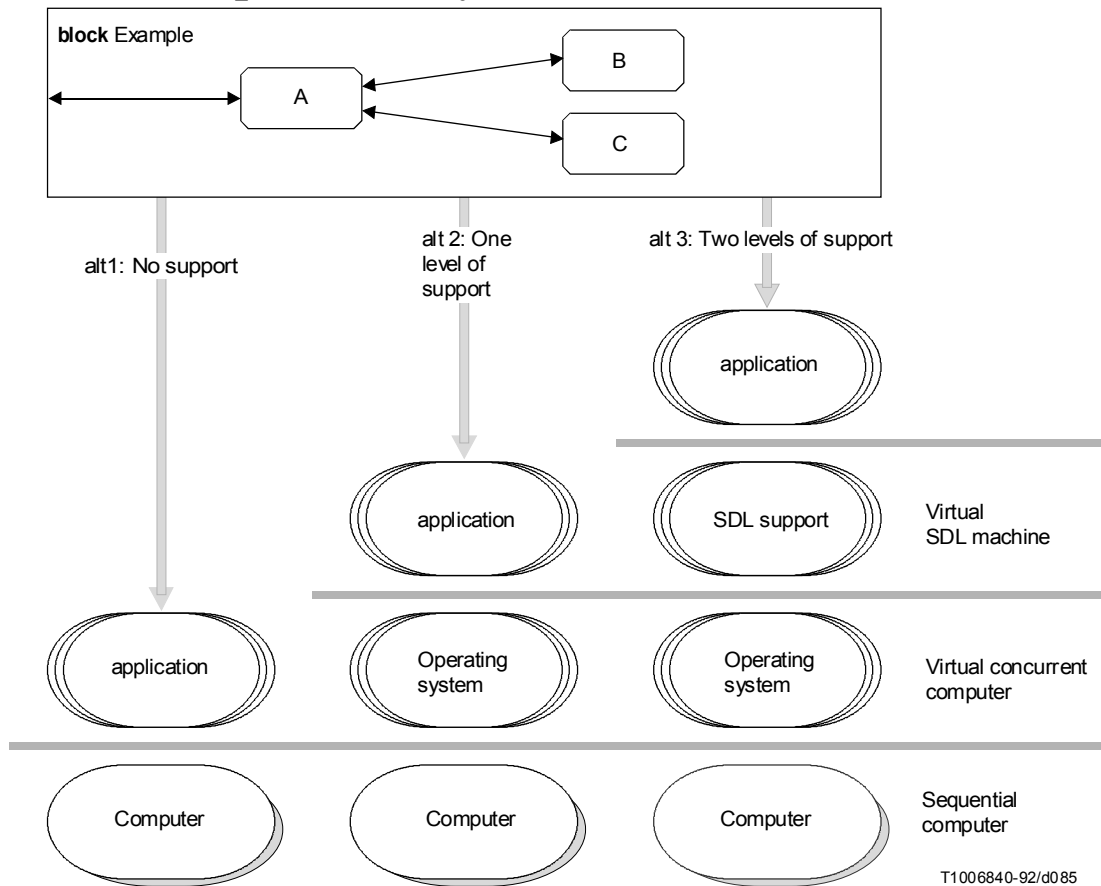 block Example
B
A
C
alt1: No support
alt 2: One
level of
support
alt 3: Two levels of support
application
application
SDL support
Virtual
SDL machine
application
Operating
system
Operating
system
Virtual concurrent
computer
Computer
Computer
Computer
Sequential
computer
T1006840-92/d085